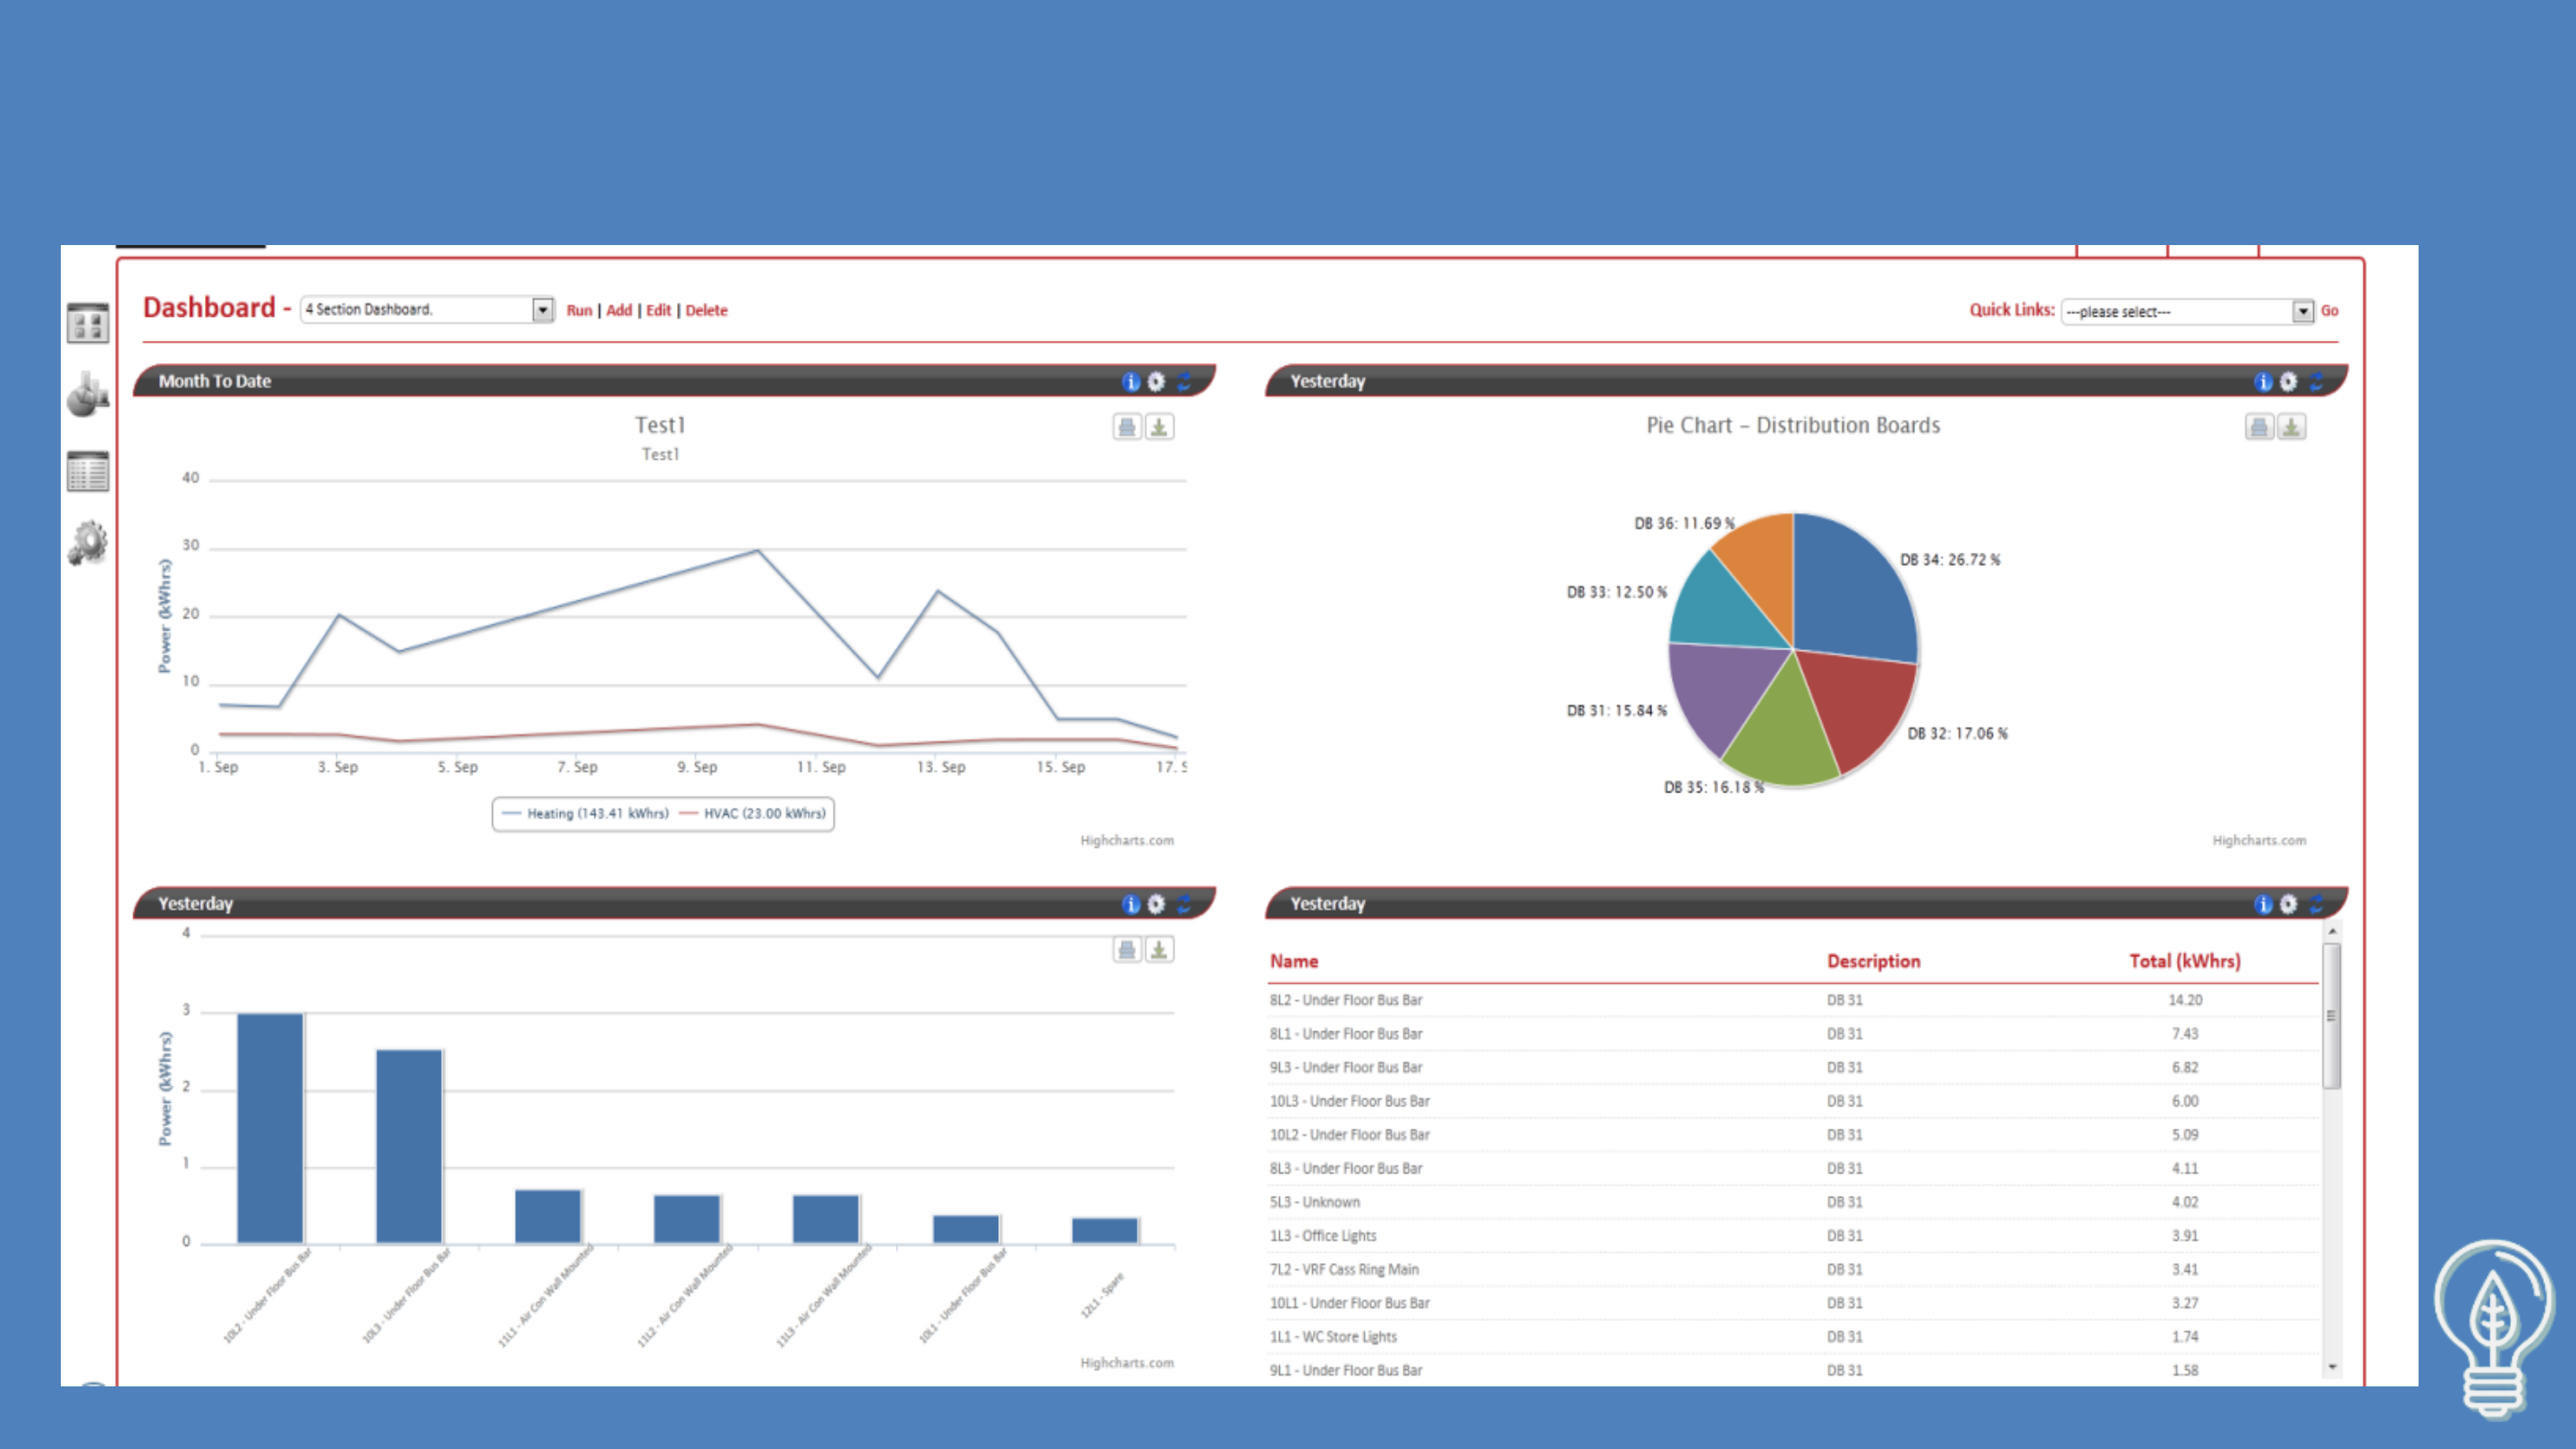 Dashboard - 4 Section Dashboard. Run | Add | Edit | Delete
Quick Links: ---please select--- Go
Month To Date
Test1
Test1
40
30
20
10
0
Power (kWhrs)
1. Sep 3. Sep 5. Sep 7. Sep 9. Sep 11. Sep 13. Sep 15. Sep 17. S
Heating (143.41 kWhrs) HVAC (23.00 kWhrs)
Highcharts.com
Yesterday
Pie Chart – Distribution Boards
DB 36: 11.69 %
DB 34: 26.72 %
DB 33: 12.50 %
DB 31: 15.84 %
DB 32: 17.06 %
DB 35: 16.18 %
Highcharts.com
Yesterday
4
3
2
1
0
Power (kWhrs)
10L2 - Under Floor Bus Bar
10L3 - Under Floor Bus Bar
11L1 - Air Con Wall Mounted
11L2 - Air Con Wall Mounted
11L3 - Air Con Wall Mounted
10L1 - Under Floor Bus Bar
12L1 - Spare
Highcharts.com
Yesterday
Name Description Total (kWhrs)
8L2 - Under Floor Bus Bar DB 31 14.20
8L1 - Under Floor Bus Bar DB 31 7.43
9L3 - Under Floor Bus Bar DB 31 6.82
10L3 - Under Floor Bus Bar DB 31 6.00
10L2 - Under Floor Bus Bar DB 31 5.09
8L3 - Under Floor Bus Bar DB 31 4.11
5L3 - Unknown DB 31 4.02
1L3 - Office Lights DB 31 3.91
7L2 - VRF Cass Ring Main DB 31 3.41
10L1 - Under Floor Bus Bar DB 31 3.27
1L1 - WC Store Lights DB 31 1.74
9L1 - Under Floor Bus Bar DB 31 1.58